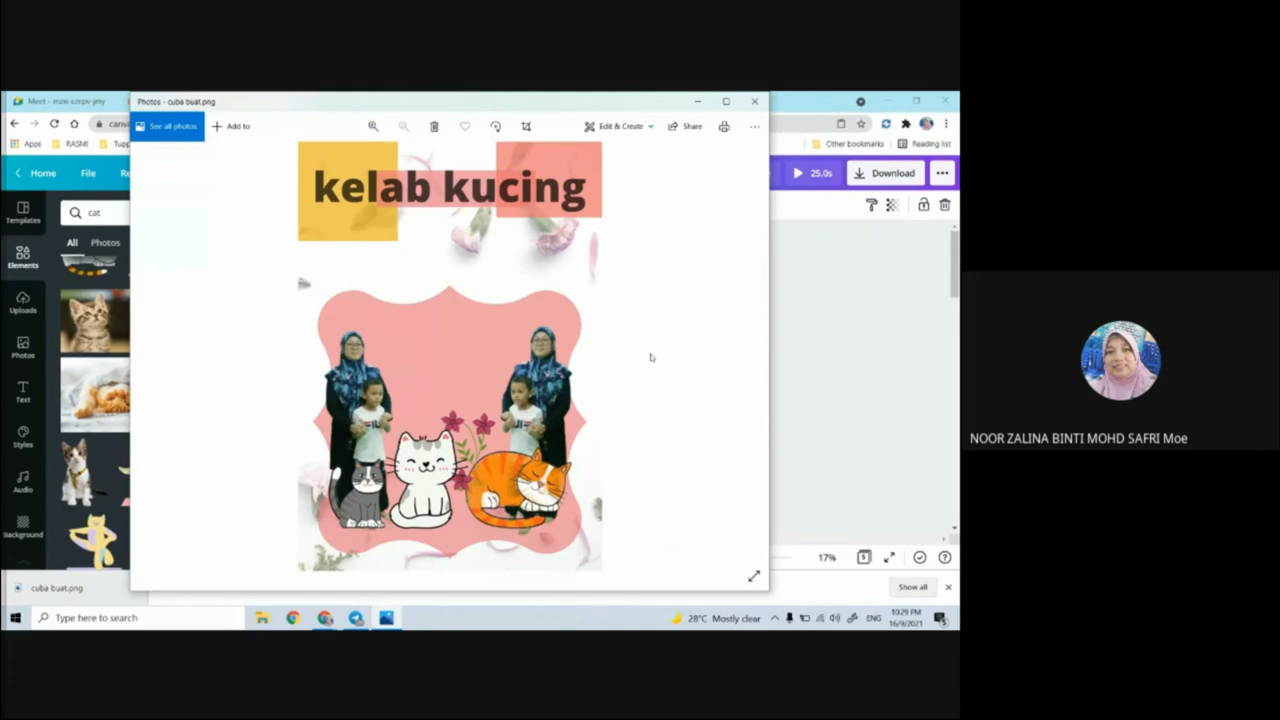 Meet - mzw-umpv-jmy
Photos - cuba buat.png
See all photos
Add to
Edit & Create
Share
Apps
RASMI
Other bookmarks
Reading list
Home
File
25.0s
Download
kelab kucing
Templates
cat
All
Photos
Elements
Uploads
Photos
Text
Styles
Audio
Background
NOOR ZALINA BINTI MOHD SAFRI Moe
17%
cuba buat.png
Show all
Type here to search
28°C Mostly clear
ENG
10:29 PM
16/9/2021